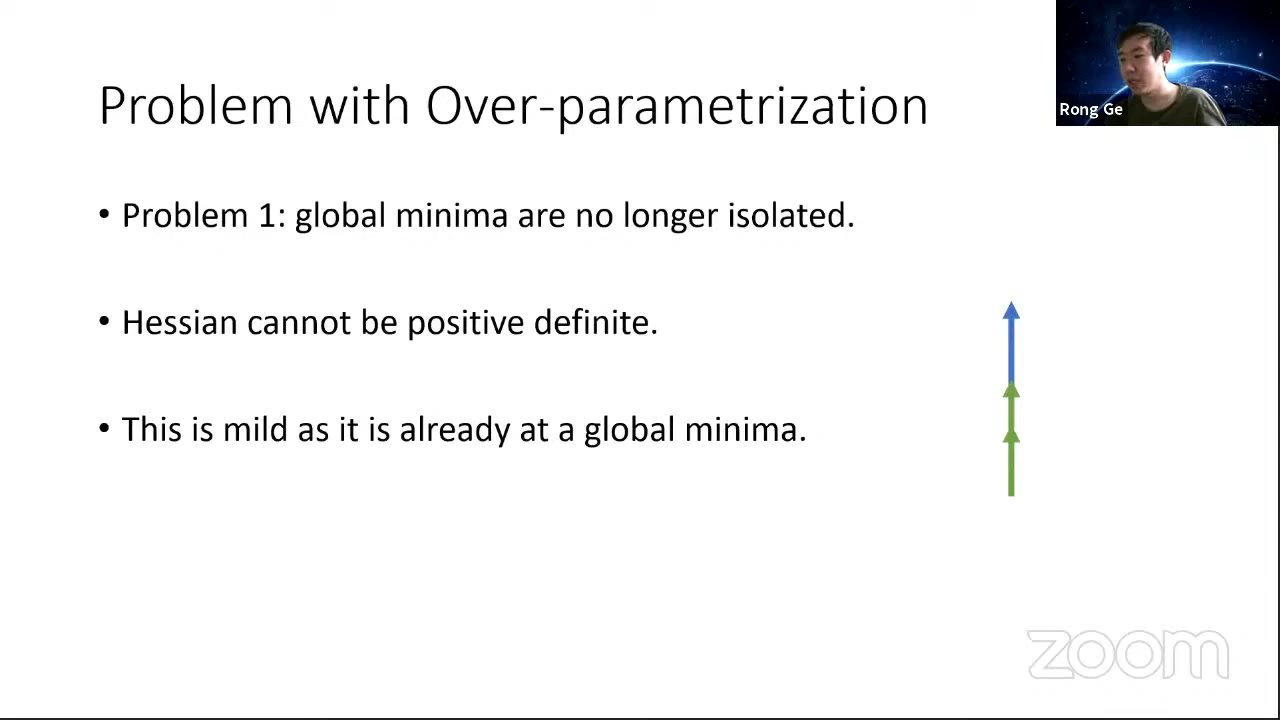 Problem with Over-parametrization
Rong Ge
• Problem 1: global minima are no longer isolated.
• Hessian cannot be positive definite.
• This is mild as it is already at a global minima.
zoom